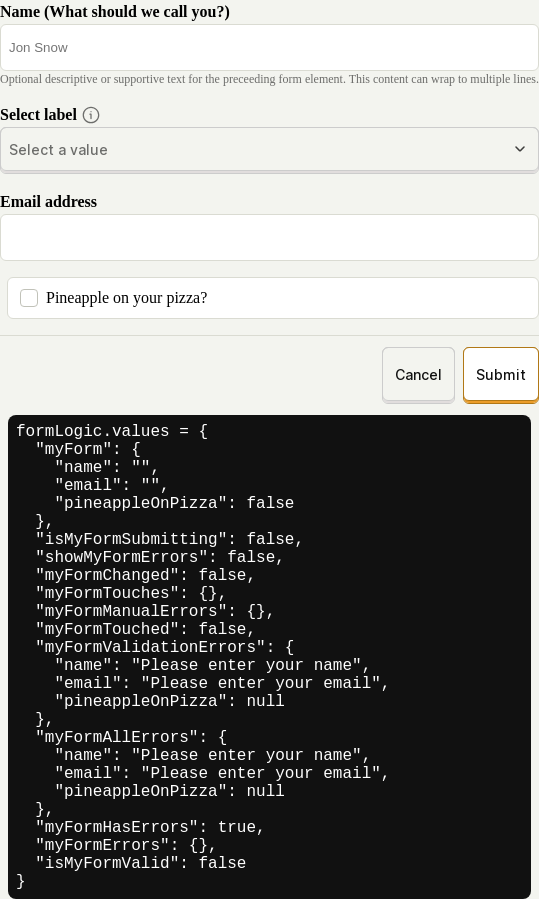 Name (What should we call you?)
Jon Snow
Optional descriptive or supportive text for the preceeding form element. This content can wrap to multiple lines.
Select label
Select a value
Email address
Pineapple on your pizza?
Cancel
Submit
formLogic.values = {
  "myForm": {
    "name": "",
    "email": "",
    "pineappleOnPizza": false
  },
  "isMyFormSubmitting": false,
  "showMyFormErrors": false,
  "myFormChanged": false,
  "myFormTouches": {},
  "myFormManualErrors": {},
  "myFormTouched": false,
  "myFormValidationErrors": {
    "name": "Please enter your name",
    "email": "Please enter your email",
    "pineappleOnPizza": null
  },
  "myFormAllErrors": {
    "name": "Please enter your name",
    "email": "Please enter your email",
    "pineappleOnPizza": null
  },
  "myFormHasErrors": true,
  "myFormErrors": {},
  "isMyFormValid": false
}